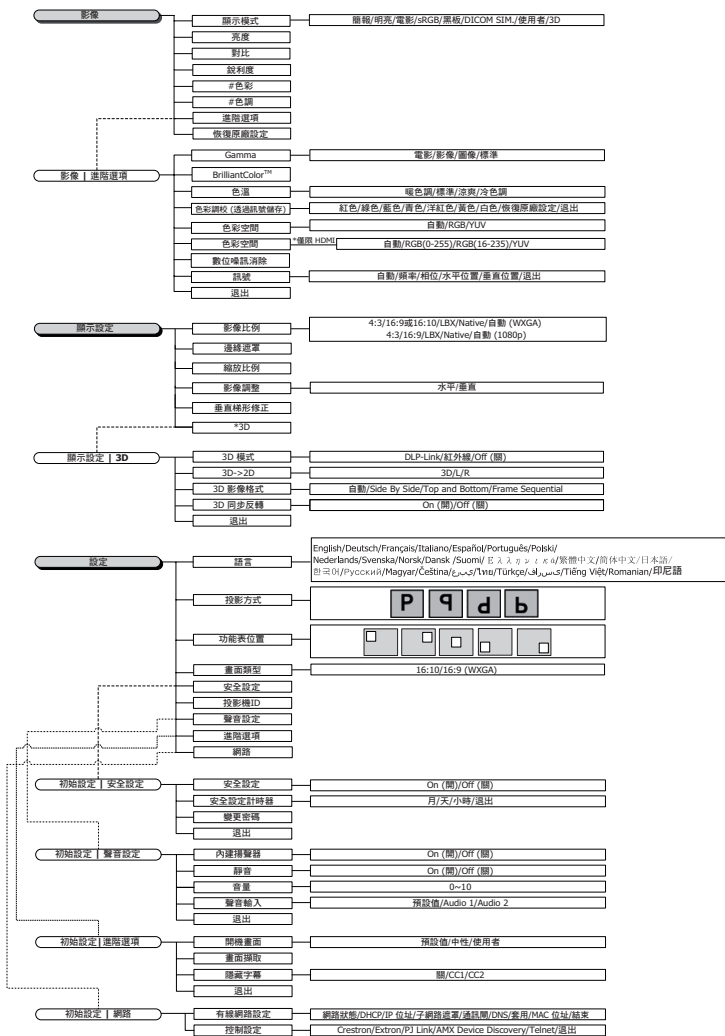 影像
顯示模式
簡報/明亮/電影/sRGB/黑板/DICOM SIM./使用者/3D
亮度
對比
銳利度
#色彩
#色調
進階選項
恢復原廠設定
影像 | 進階選項
Gamma
電影/影像/圖像/標準
BrilliantColor™
色溫
暖色調/標準/涼爽/冷色調
色彩調校 (透過訊號儲存)
紅色/綠色/藍色/青色/洋紅色/黃色/白色/恢復原廠設定/退出
色彩空間
自動/RGB/YUV
色彩空間
*僅限 HDMI
自動/RGB(0-255)/RGB(16-235)/YUV
數位噪訊消除
訊號
自動/頻率/相位/水平位置/垂直位置/退出
退出
顯示設定
影像比例
4:3/16:9或16:10/LBX/Native/自動 (WXGA)
4:3/16:9/LBX/Native/自動 (1080p)
邊緣遮罩
縮放比例
影像調整
水平/垂直
垂直梯形修正
*3D
顯示設定 | 3D
3D 模式
DLP-Link/紅外線/Off (關)
3D->2D
3D/L/R
3D 影像格式
自動/Side By Side/Top and Bottom/Frame Sequential
3D 同步反轉
On (開)/Off (關)
退出
設定
語言
English/Deutsch/Français/Italiano/Español/Português/Polski/
Nederlands/Svenska/Norsk/Dansk /Suomi/Ελληνικά/繁體中文/简体中文/日本語/
한국어/Русский/Magyar/Čeština/عربي/ไทย/Türkçe/فارسی/Tiếng Việt/Romanian/印尼語
投影方式
P
功能表位置
畫面類型
16:10/16:9 (WXGA)
安全設定
投影機ID
聲音設定
進階選項
網路
初始設定 | 安全設定
安全設定
On (開)/Off (關)
安全設定計時器
月/天/小時/退出
變更密碼
退出
初始設定 | 聲音設定
內建揚聲器
On (開)/Off (關)
靜音
On (開)/Off (關)
音量
0~10
聲音輸入
預設值/Audio 1/Audio 2
退出
初始設定|進階選項
開機畫面
預設值/中性/使用者
畫面擷取
隱藏字幕
關/CC1/CC2
退出
初始設定 | 網路
有線網路設定
網路狀態/DHCP/IP 位址/子網路遮罩/通訊閘/DNS/套用/MAC 位址/結束
控制設定
Crestron/Extron/PJ Link/AMX Device Discovery/Telnet/退出